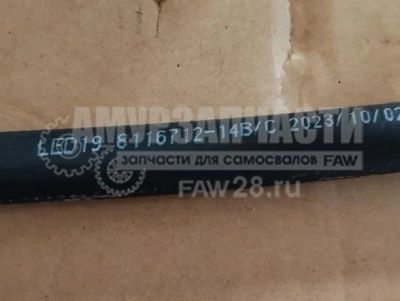 АМУРЗАПЧАСТИ
LED19 8116712-14B/C 2023/10/02
запчасти для самосвалов FAW
FAW28.ru